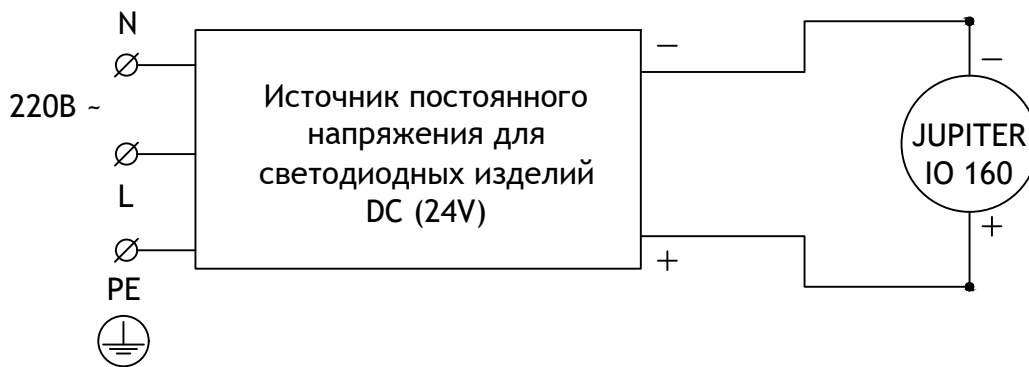 N
220В ~
L
PE
Источник постоянного
напряжения для
светодиодных изделий
DC (24V)
−
+
−
JUPITER
IO 160
+